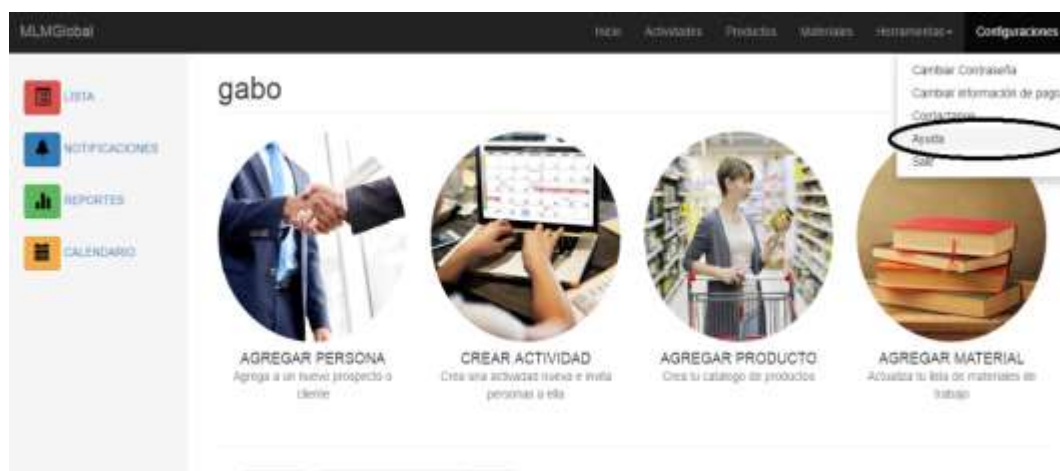 MLMGlobal
Inicio Actividades Productos Materiales Herramientas Configuraciones
Cambiar Contraseña
Cambiar información de pago
Contactanos
Ayuda
Salir
LISTA
NOTIFICACIONES
REPORTES
CALENDARIO
gabo
AGREGAR PERSONA
Agrega a un nuevo prospecto o
cliente
CREAR ACTIVIDAD
Crea una actividad nueva e invita
personas a ella
AGREGAR PRODUCTO
Crea tu catalogo de productos
AGREGAR MATERIAL
Actualiza tu lista de materiales de
trabajo